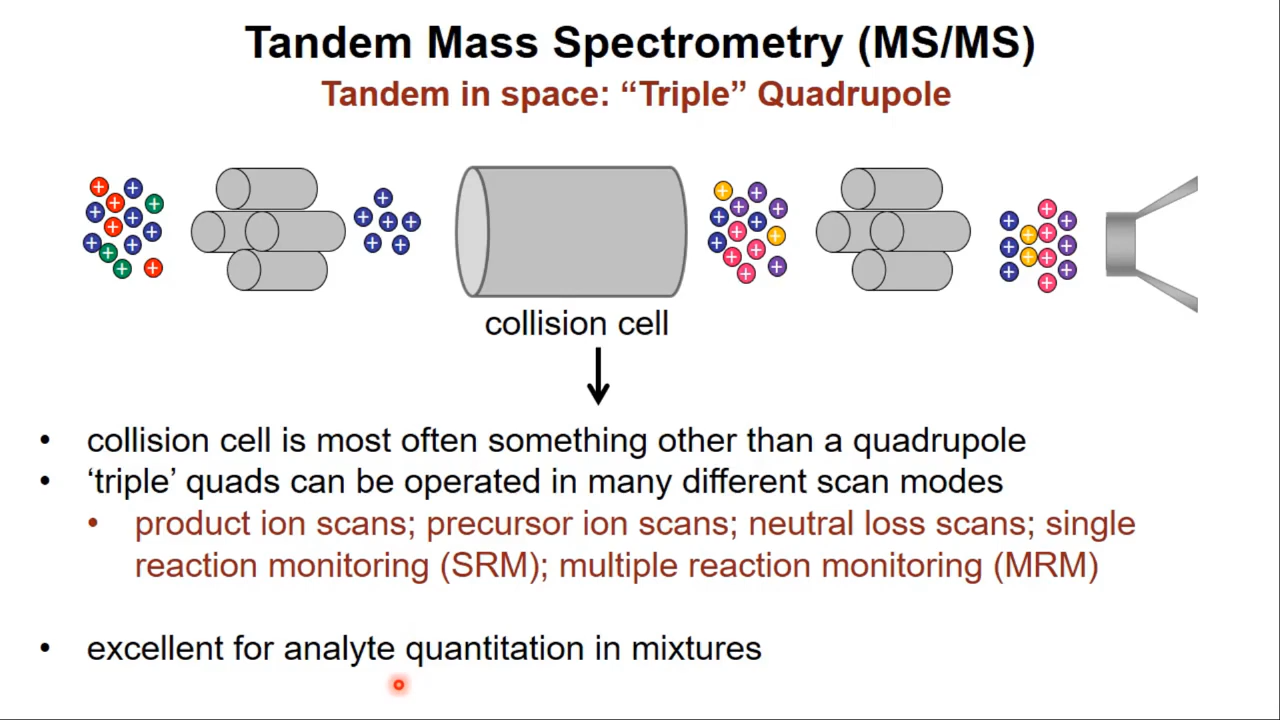 Tandem Mass Spectrometry (MS/MS)
Tandem in space: “Triple” Quadrupole
collision cell
• collision cell is most often something other than a quadrupole
• ‘triple’ quads can be operated in many different scan modes
• product ion scans; precursor ion scans; neutral loss scans; single
reaction monitoring (SRM); multiple reaction monitoring (MRM)
• excellent for analyte quantitation in mixtures